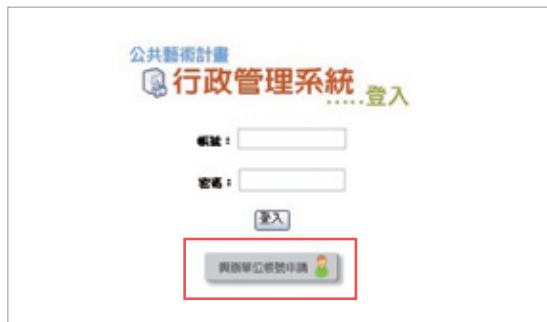 公共藝術計畫
行政管理系統
.....登入
帳號：
密碼：
登入
興辦單位帳號申請